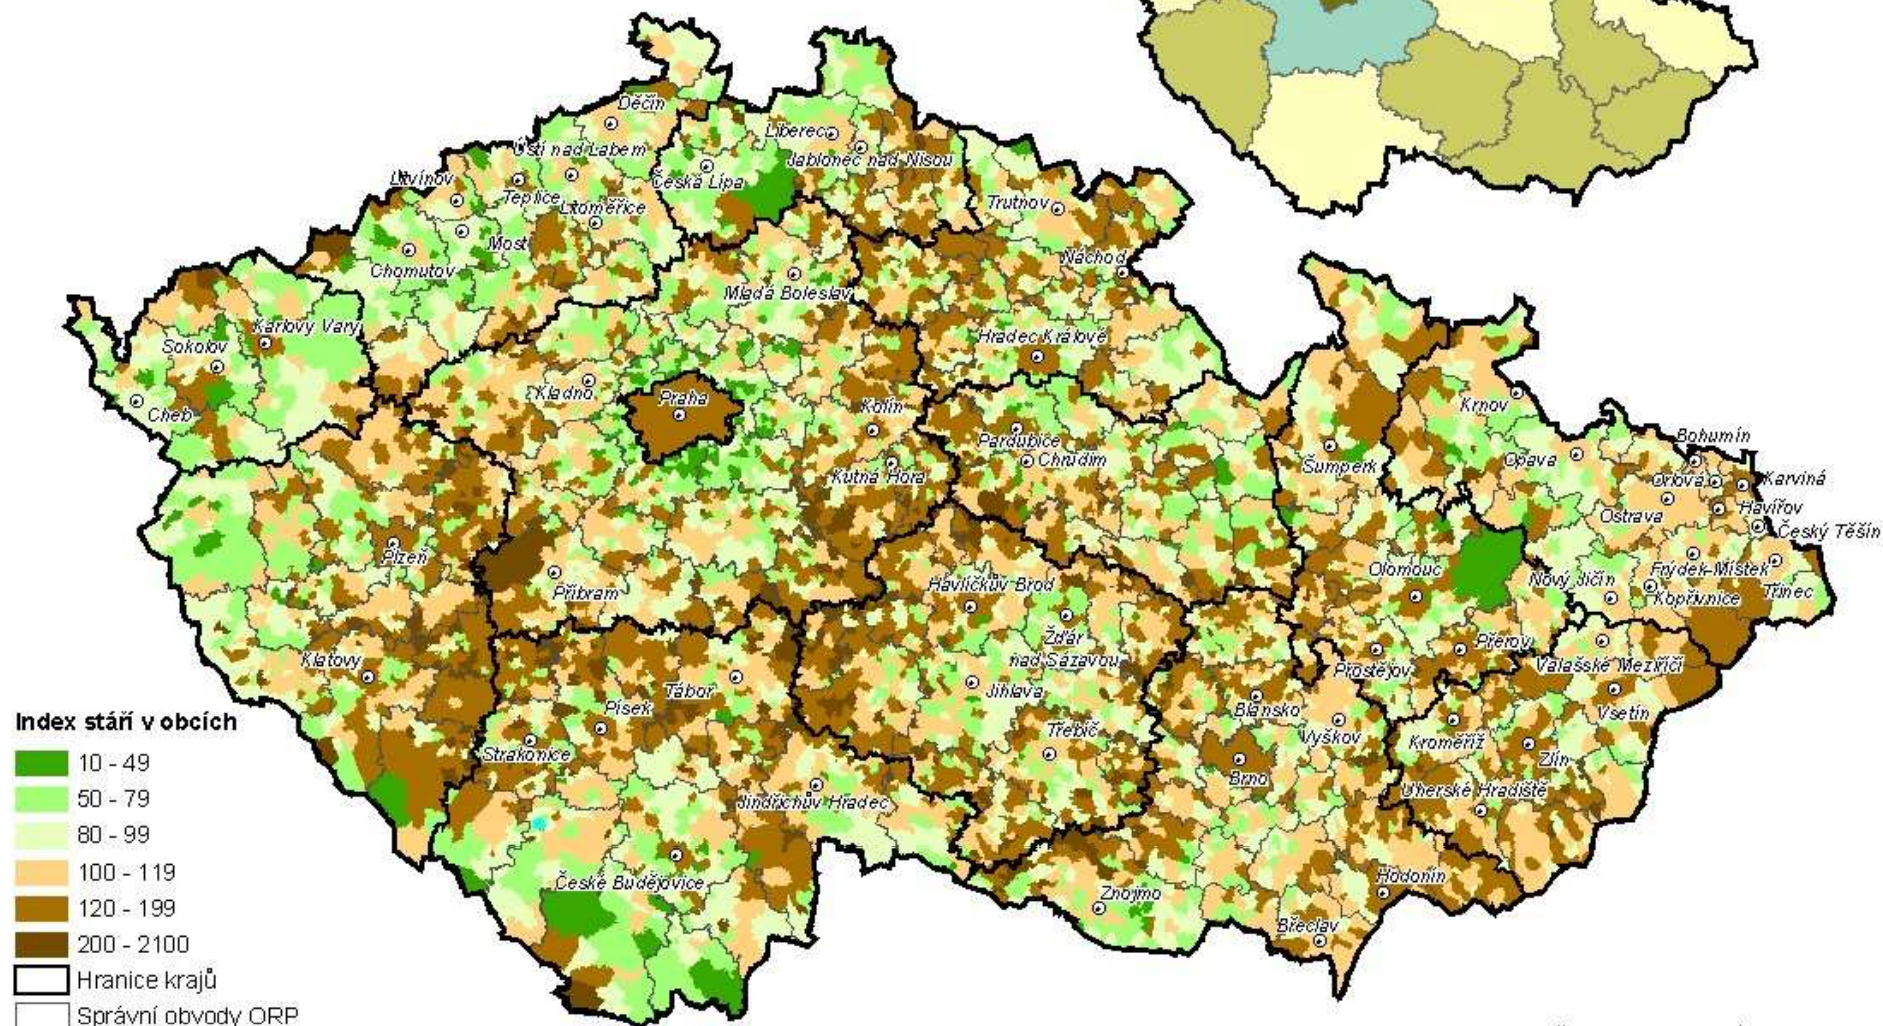 Děčín
Liberec
Ústí nad Labem
Jablonec nad Nisou
Litvínov
Česká Lípa
Teplice
Litoměřice
Trutnov
Most
Chomutov
Náchod
Mladá Boleslav
Karlovy Vary
Sokolov
Hradec Králové
Kladno
Praha
Kolín
Cheb
Krnov
Pardubice
Chrudim
Bohumín
Opava
Šumperk
Kutná Hora
Orlová
Karviná
Havířov
Ostrava
Český Těšín
Plzeň
Olomouc
Nový Jičín
Frýdek-Místek
Třinec
Kopřivnice
Příbram
Havlíčkův Brod
Žďár
nad Sázavou
Přerov
Klatovy
Prostějov
Valašské Meziříčí
Tábor
Jihlava
Písek
Blansko
Vyškov
Vsetín
Index stáří v obcích
Strakonice
Třebíč
Kroměříž
Zlín
10 - 49
Brno
50 - 79
Jindřichův Hradec
Uherské Hradiště
80 - 99
100 - 119
České Budějovice
Hodonín
120 - 199
Znojmo
Břeclav
200 - 2100
Hranice krajů
Správní obvody ORP